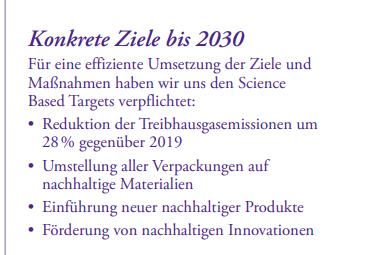 Konkrete Ziele bis 2030
Für eine effiziente Umsetzung der Ziele und
Maßnahmen haben wir uns den Science
Based Targets verpflichtet:
• Reduktion der Treibhausgasemissionen um
28 % gegenüber 2019
• Umstellung aller Verpackungen auf
nachhaltige Materialien
• Einführung neuer nachhaltiger Produkte
• Förderung von nachhaltigen Innovationen